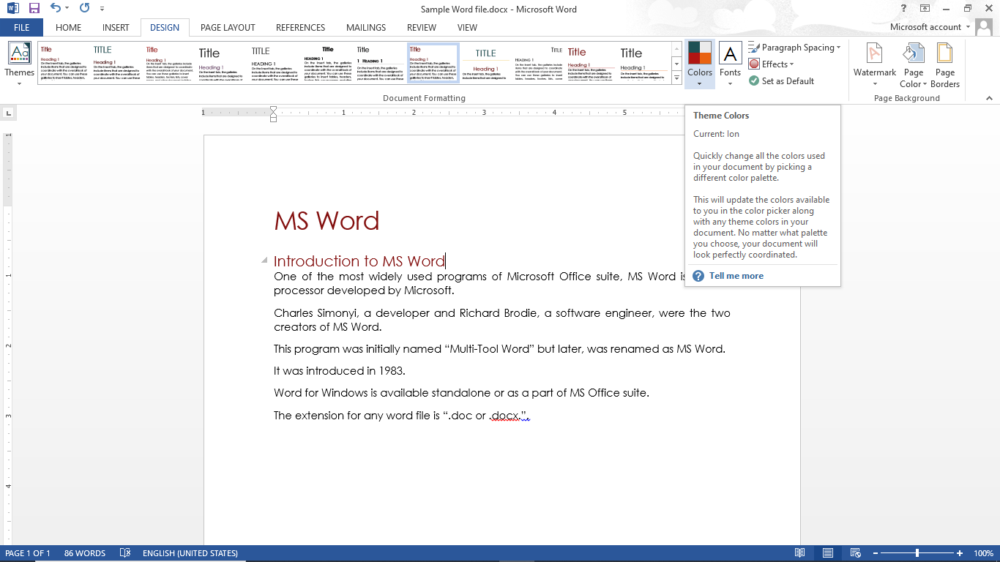 Sample Word file.docx - Microsoft Word
FILE HOME INSERT DESIGN PAGE LAYOUT REFERENCES MAILINGS REVIEW VIEW Microsoft account
Themes
Title Heading 1
TITLE Heading 1
Title Heading 1
Title Heading 1
TITLE HEADING 1
Title HEADING 1
Title 1 HEADING 1
Title Heading 1
TITLE Heading 1
TITLE HEADING 1
Title Heading 1
Title Heading 1
Colors
Fonts
Paragraph Spacing
Effects
Set as Default
Watermark
Page Color
Page Borders
Document Formatting
Page Background
1 1 2 3 4 5
Theme Colors
Current: Ion
Quickly change all the colors used
in your document by picking a
different color palette.
This will update the colors available
to you in the color picker along
with any theme colors in your
document. No matter what palette
you choose, your document will
look perfectly coordinated.
Tell me more
MS Word
Introduction to MS Word
One of the most widely used programs of Microsoft Office suite, MS Word is
processor developed by Microsoft.
Charles Simonyi, a developer and Richard Brodie, a software engineer, were the two
creators of MS Word.
This program was initially named “Multi-Tool Word” but later, was renamed as MS Word.
It was introduced in 1983.
Word for Windows is available standalone or as a part of MS Office suite.
The extension for any word file is “.doc or .docx.”.
1
1
2
3
4
PAGE 1 OF 1 86 WORDS ENGLISH (UNITED STATES) 100%